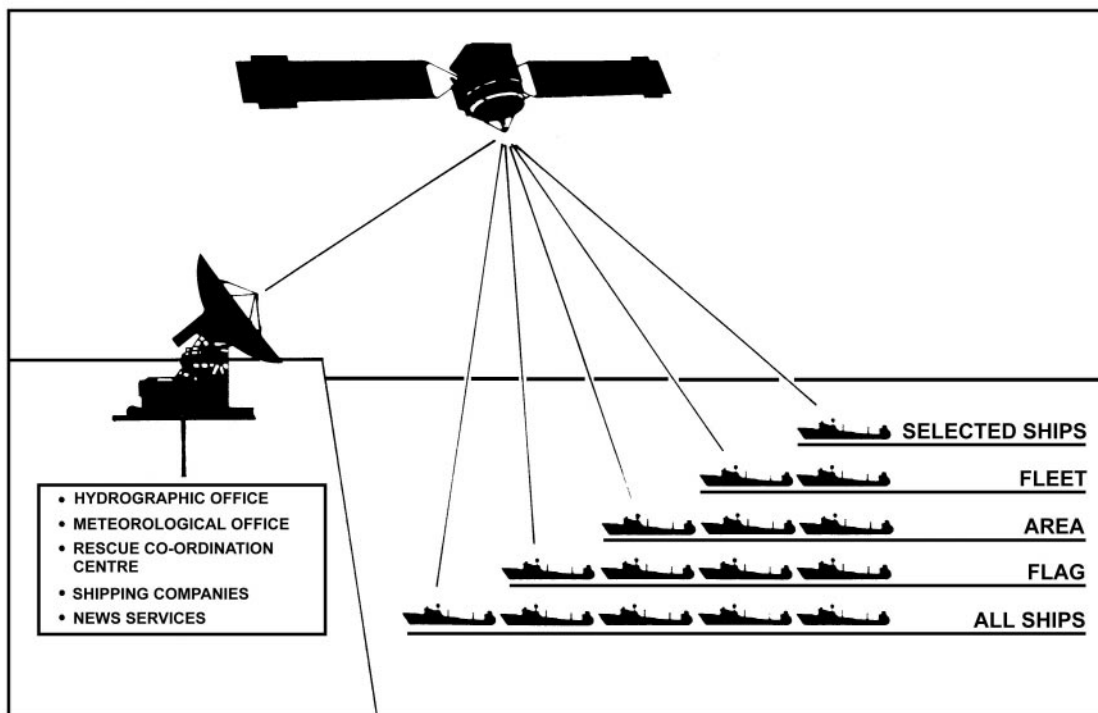 SELECTED SHIPS
FLEET
AREA
FLAG
ALL SHIPS
• HYDROGRAPHIC OFFICE
• METEOROLOGICAL OFFICE
• RESCUE CO-ORDINATION
CENTRE
• SHIPPING COMPANIES
• NEWS SERVICES